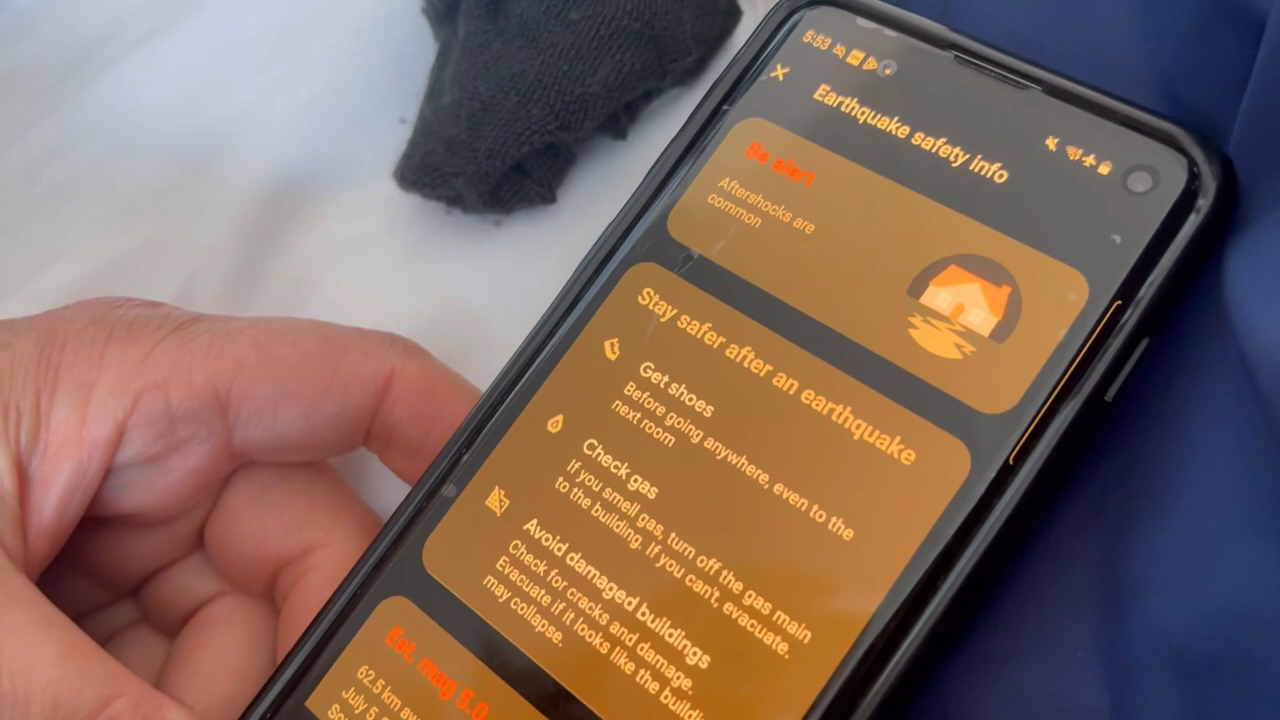 5:53
Earthquake safety info
Be alert
Aftershocks are
common
Stay safer after an earthquake
Get shoes
Before going anywhere, even to the
next room
Check gas
If you smell gas, turn off the gas main
to the building. If you can't, evacuate.
Avoid damaged buildings
Check for cracks and damage.
Evacuate if it looks like the building
may collapse.
Est. mag 5.0
62.5 km
July 5,